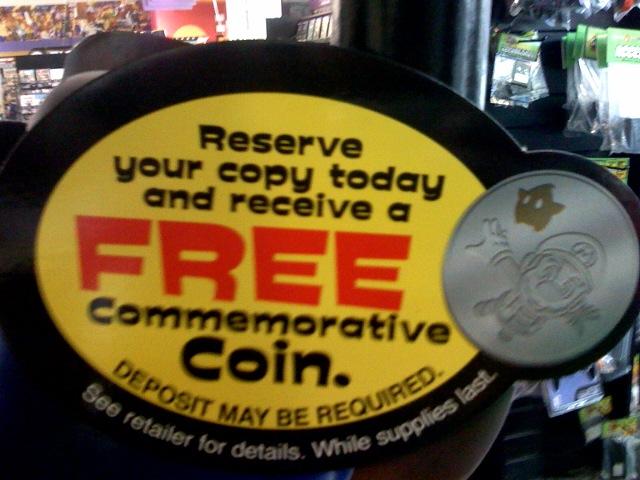 Reserve
your copy today
and receive a
FREE
Commemorative
Coin.
DEPOSIT MAY BE REQUIRED.
See retailer for details. While supplies last.